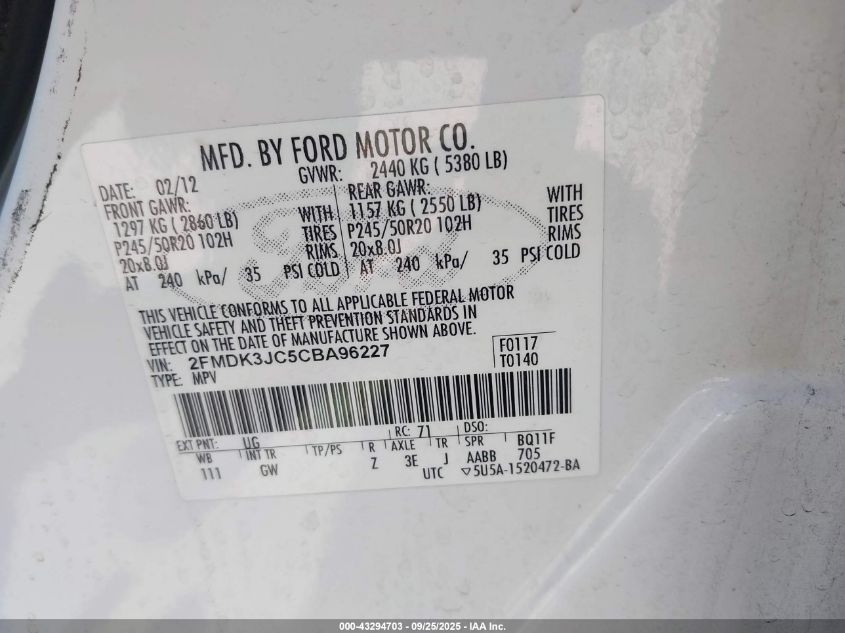 MFD. BY FORD MOTOR CO.
DATE: 02/12 GVWR: 2440 KG ( 5380 LB)
FRONT GAWR: REAR GAWR:
1297 KG ( 2860 LB) WITH 1157 KG ( 2550 LB) WITH
P245/50R20 102H TIRES P245/50R20 102H TIRES
20x8.0J RIMS 20x8.0J RIMS
AT 240 kPa/ 35 PSI COLD AT 240 kPa/ 35 PSI COLD
Ford
THIS VEHICLE CONFORMS TO ALL APPLICABLE FEDERAL MOTOR
VEHICLE SAFETY AND THEFT PREVENTION STANDARDS IN
EFFECT ON THE DATE OF MANUFACTURE SHOWN ABOVE.
VIN: 2FMDK3JC5CBA96227 F0117
TYPE: MPV T0140
EXT PNT: UG RC: 71 DSO:
WB INT TR TP/PS R AXLE TR SPR BQ11F
111 GW Z 3E J AABB 705
UTC ▽5U5A-1520472-BA
000-43294703 - 09/25/2025 - IAA Inc.